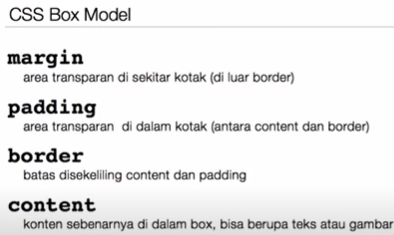 CSS Box Model
margin
area transparan di sekitar kotak (di luar border)
padding
area transparan di dalam kotak (antara content dan border)
border
batas disekeliling content dan padding
content
konten sebenarnya di dalam box, bisa berupa teks atau gambar